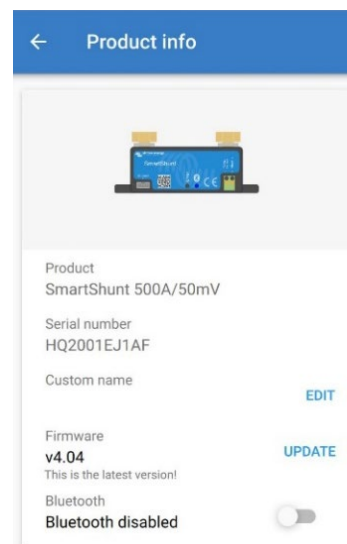 Product info
SmartShunt
Product
SmartShunt 500A/50mV
Serial number
HQ2001EJ1AF
Custom name
EDIT
Firmware
v4.04
UPDATE
This is the latest version!
Bluetooth
Bluetooth disabled